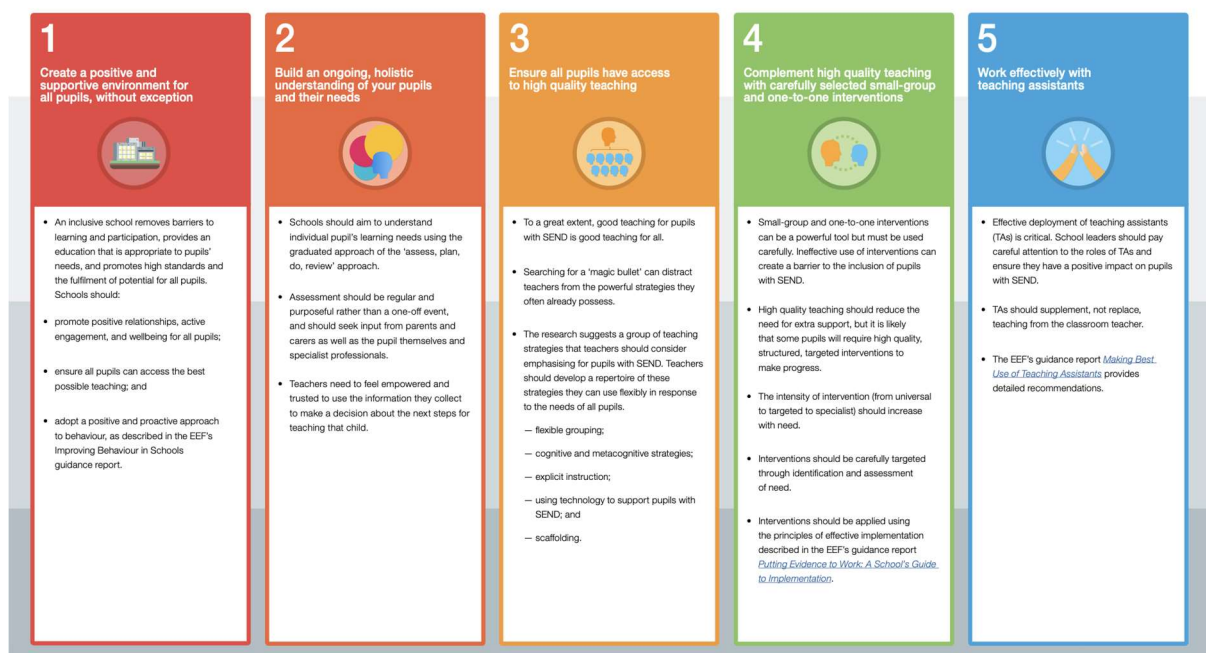 1
Create a positive and
supportive environment for
all pupils, without exception
• An inclusive school removes barriers to
learning and participation, provides an
education that is appropriate to pupils'
needs, and promotes high standards and
the fulfilment of potential for all pupils.
Schools should:
• promote positive relationships, active
engagement, and wellbeing for all pupils;
• ensure all pupils can access the best
possible teaching; and
• adopt a positive and proactive approach
to behaviour, as described in the EEF's
Improving Behaviour in Schools
guidance report.
2
Build an ongoing, holistic
understanding of your pupils
and their needs
• Schools should aim to understand
individual pupil's learning needs using the
graduated approach of the 'assess, plan,
do, review' approach.
• Assessment should be regular and
purposeful rather than a one-off event,
and should seek input from parents and
carers as well as the pupil themselves and
specialist professionals.
• Teachers need to feel empowered and
trusted to use the information they collect
to make a decision about the next steps for
teaching that child.
3
Ensure all pupils have access
to high quality teaching
• To a great extent, good teaching for pupils
with SEND is good teaching for all.
• Searching for a 'magic bullet' can distract
teachers from the powerful strategies they
often already possess.
• The research suggests a group of teaching
strategies that teachers should consider
emphasising for pupils with SEND. Teachers
should develop a repertoire of these
strategies they can use flexibly in response
to the needs of all pupils.
— flexible grouping;
— cognitive and metacognitive strategies;
— explicit instruction;
— using technology to support pupils with
SEND; and
— scaffolding.
4
Complement high quality teaching
with carefully selected small-group
and one-to-one interventions
• Small-group and one-to-one interventions
can be a powerful tool but must be used
carefully. Ineffective use of interventions can
create a barrier to the inclusion of pupils
with SEND.
• High quality teaching should reduce the
need for extra support, but it is likely
that some pupils will require high quality,
structured, targeted interventions to
make progress.
• The intensity of intervention (from universal
to targeted to specialist) should increase
with need.
• Interventions should be carefully targeted
through identification and assessment
of need.
• Interventions should be applied using
the principles of effective implementation
described in the EEF's guidance report
Putting Evidence to Work: A School's Guide
to Implementation.
5
Work effectively with
teaching assistants
• Effective deployment of teaching assistants
(TAs) is critical. School leaders should pay
careful attention to the roles of TAs and
ensure they have a positive impact on pupils
with SEND.
• TAs should supplement, not replace,
teaching from the classroom teacher.
• The EEF's guidance report Making Best
Use of Teaching Assistants provides
detailed recommendations.